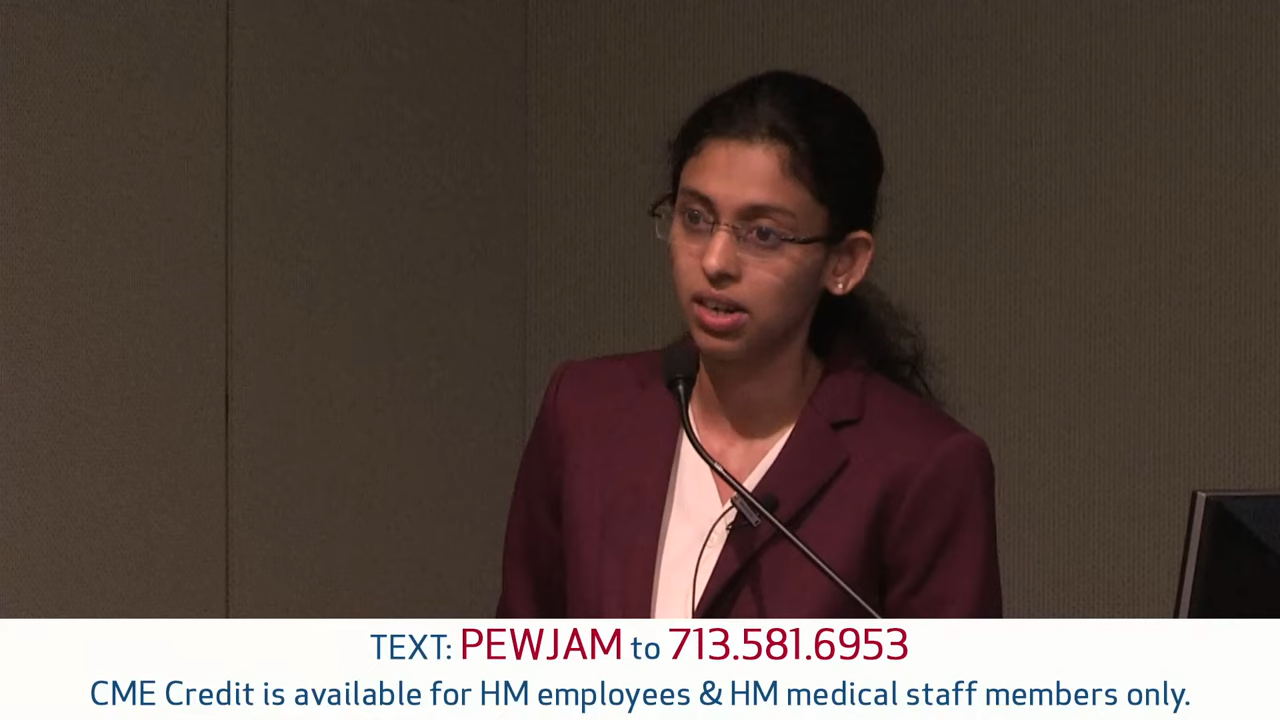 TEXT: PEWJAM to 713.581.6953
CME Credit is available for HM employees & HM medical staff members only.